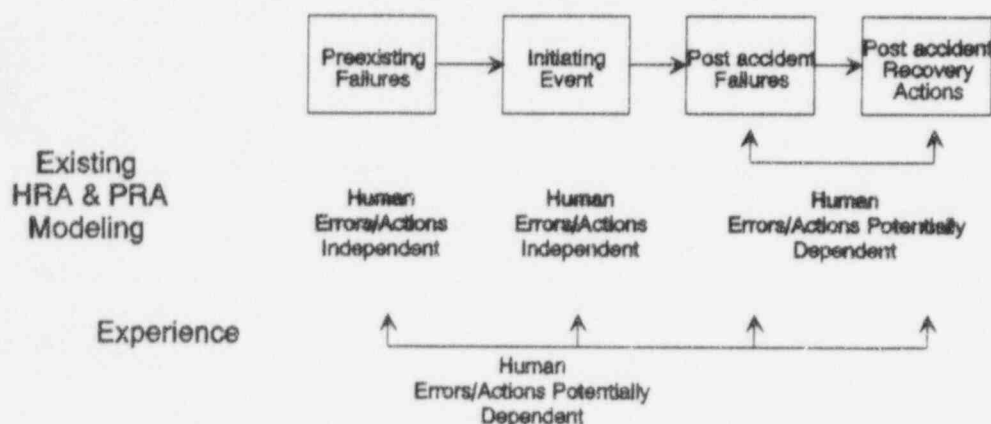 Preexisting
Failures
Initiating
Event
Post accident
Failures
Post accident
Recovery
Actions
Existing
HRA & PRA
Modeling
Human
Errors/Actions
Independent
Human
Errors/Actions
Independent
Human
Errors/Actions Potentially
Dependent
Experience
Human
Errors/Actions Potentially
Dependent